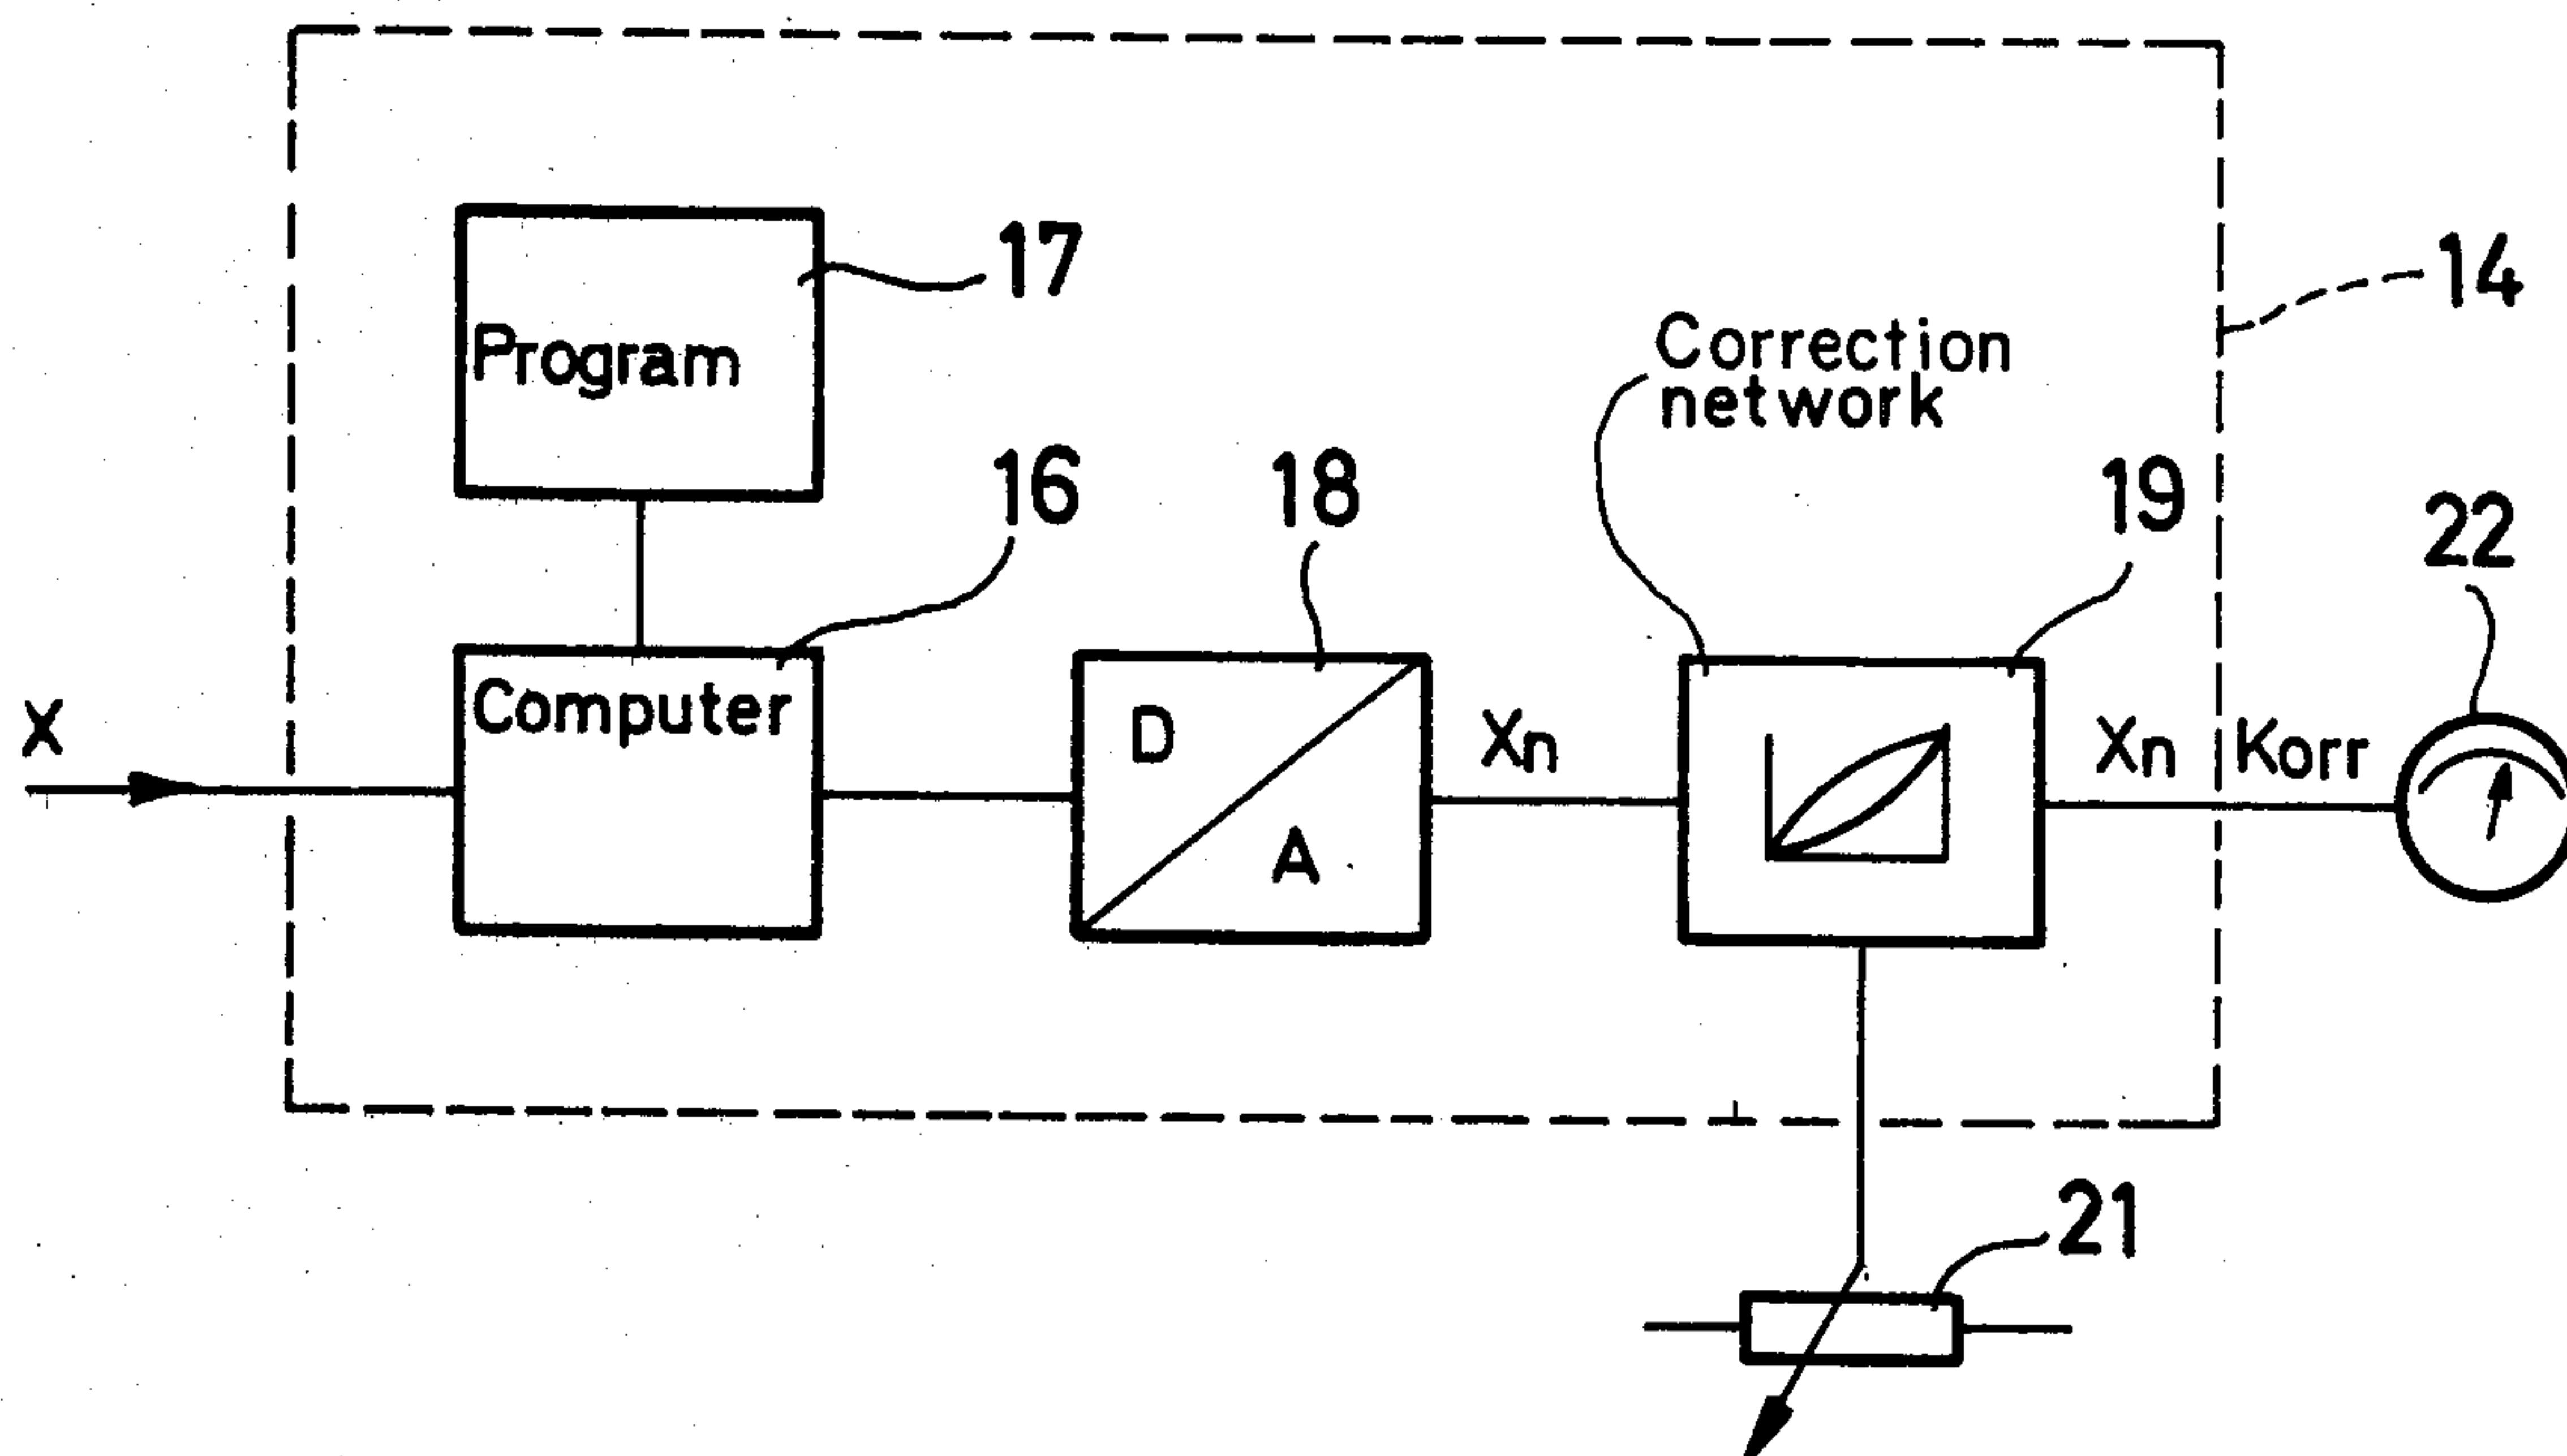 17
14
Program
Correction
network
16
18
19
22
X
Computer
D
A
Xn
Xn Korr
21